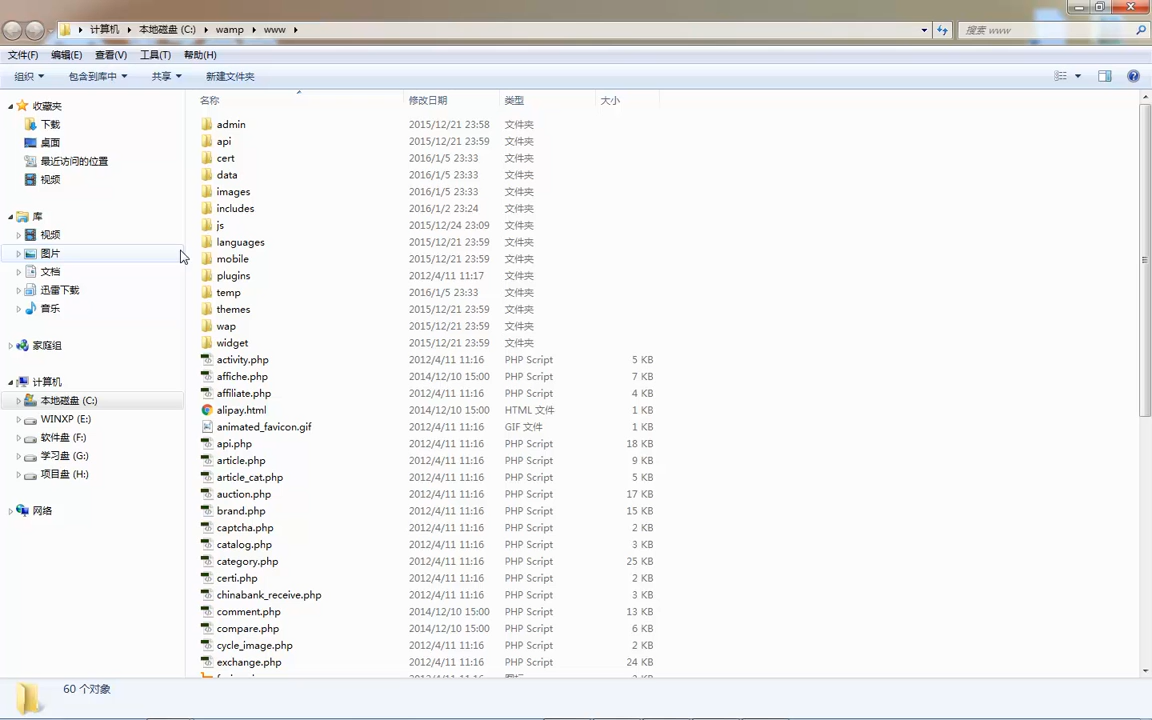 计算机 本地磁盘 (C:) wamp www
搜索 www
文件(F) 编辑(E) 查看(V) 工具(T) 帮助(H)
组织 包含到库中 共享 新建文件夹
收藏夹
下载
桌面
最近访问的位置
视频
库
视频
图片
文档
迅雷下载
音乐
家庭组
计算机
本地磁盘 (C:)
WINXP (E:)
软件盘 (F:)
学习盘 (G:)
项目盘 (H:)
网络
名称 修改日期 类型 大小
admin 2015/12/21 23:58 文件夹
api 2015/12/21 23:59 文件夹
cert 2016/1/5 23:33 文件夹
data 2016/1/5 23:33 文件夹
images 2016/1/5 23:33 文件夹
includes 2016/1/2 23:24 文件夹
js 2015/12/24 23:09 文件夹
languages 2015/12/21 23:59 文件夹
mobile 2015/12/21 23:59 文件夹
plugins 2012/4/11 11:17 文件夹
temp 2016/1/5 23:33 文件夹
themes 2015/12/21 23:59 文件夹
wap 2015/12/21 23:59 文件夹
widget 2015/12/21 23:59 文件夹
activity.php 2012/4/11 11:16 PHP Script 5 KB
affiche.php 2014/12/10 15:00 PHP Script 7 KB
affiliate.php 2012/4/11 11:16 PHP Script 4 KB
alipay.html 2014/12/10 15:00 HTML 文件 1 KB
animated_favicon.gif 2012/4/11 11:16 GIF 文件 1 KB
api.php 2012/4/11 11:16 PHP Script 18 KB
article.php 2012/4/11 11:16 PHP Script 9 KB
article_cat.php 2012/4/11 11:16 PHP Script 5 KB
auction.php 2012/4/11 11:16 PHP Script 17 KB
brand.php 2012/4/11 11:16 PHP Script 15 KB
captcha.php 2012/4/11 11:16 PHP Script 2 KB
catalog.php 2012/4/11 11:16 PHP Script 3 KB
category.php 2012/4/11 11:16 PHP Script 25 KB
certi.php 2012/4/11 11:16 PHP Script 2 KB
chinabank_receive.php 2012/4/11 11:16 PHP Script 3 KB
comment.php 2014/12/10 15:00 PHP Script 13 KB
compare.php 2014/12/10 15:00 PHP Script 6 KB
cycle_image.php 2012/4/11 11:16 PHP Script 2 KB
exchange.php 2012/4/11 11:16 PHP Script 24 KB
60 个对象